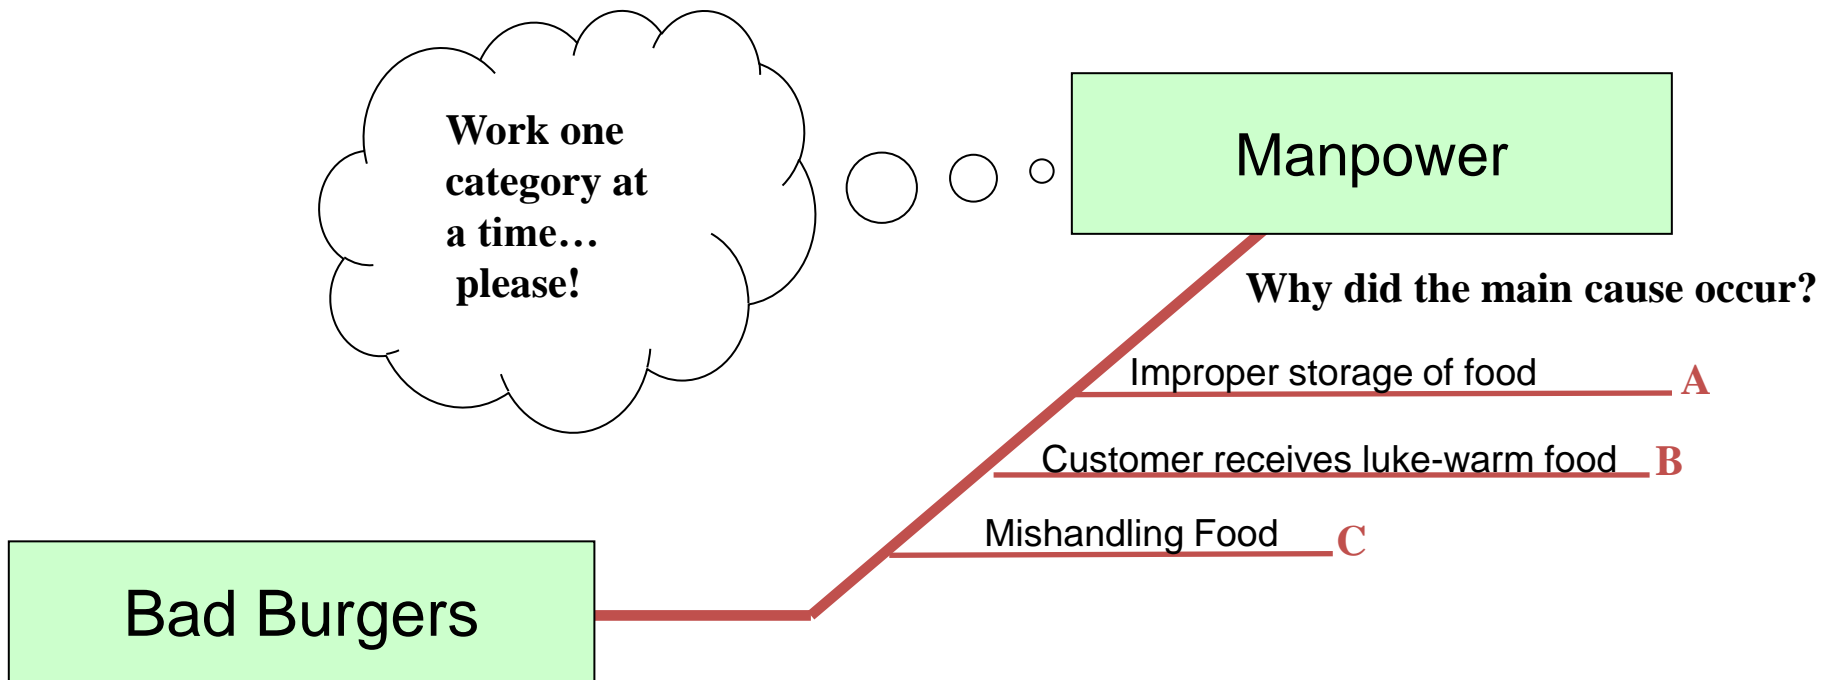 Work one
category at
a time…
please!
Manpower
Why did the main cause occur?
Improper storage of food A
Customer receives luke-warm food B
Mishandling Food C
Bad Burgers